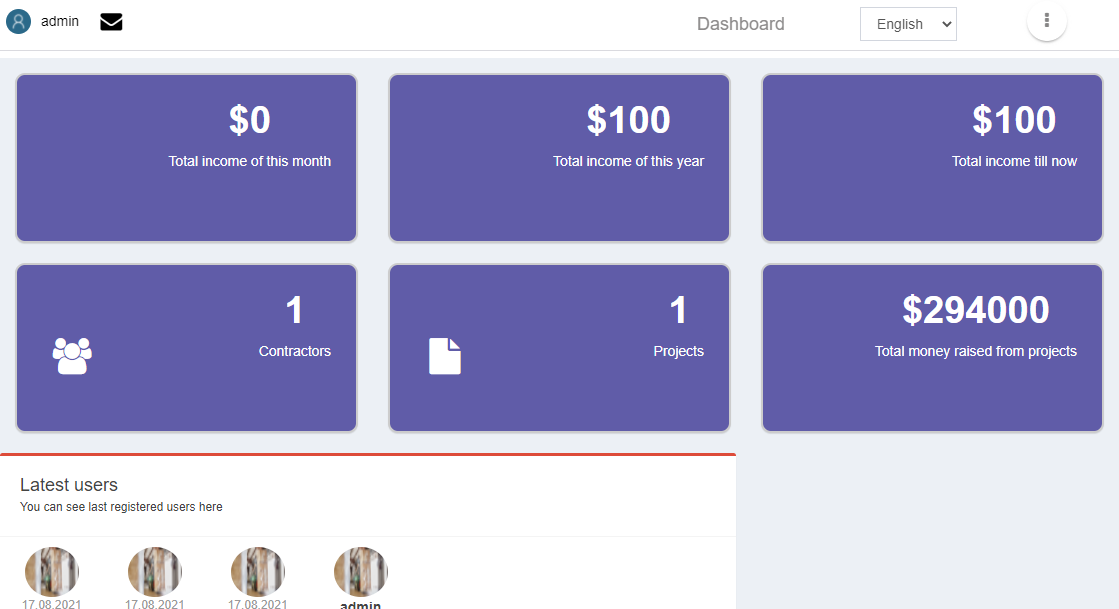 admin
Dashboard
English
$0
Total income of this month
$100
Total income of this year
$100
Total income till now
1
Contractors
1
Projects
$294000
Total money raised from projects
Latest users
You can see last registered users here
17.08.2021
17.08.2021
17.08.2021
admin